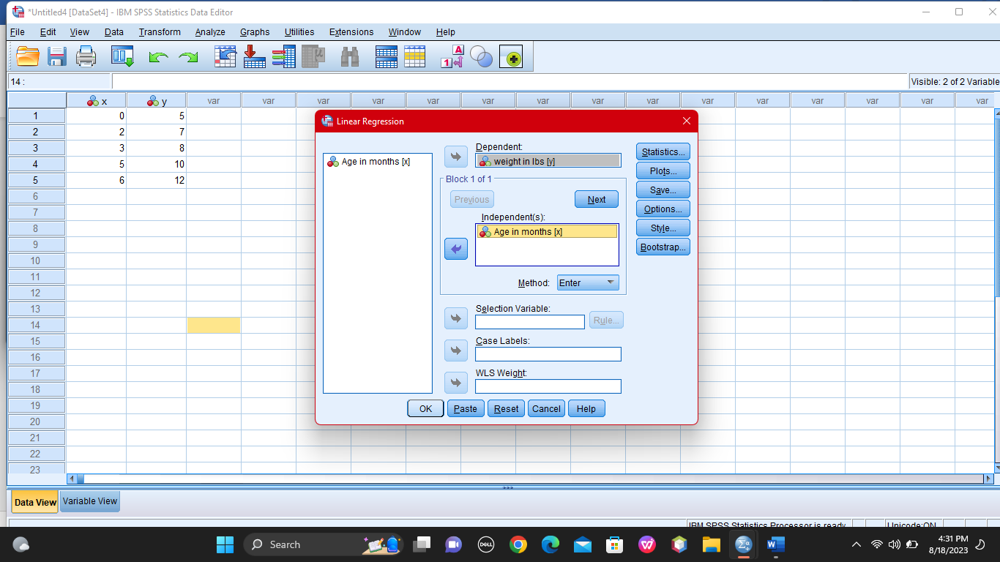 *Untitled4 [DataSet4] - IBM SPSS Statistics Data Editor
File Edit View Data Transform Analyze Graphs Utilities Extensions Window Help
14 :
Visible: 2 of 2 Variable
x y var var var var var var var var var var var var var var var
1 0 5
2 2 7
3 3 8
4 5 10
5 6 12
6
7
8
9
10
11
12
13
14
15
16
17
18
19
20
21
22
23
Linear Regression
Age in months [x]
Dependent:
weight in lbs [y]
Block 1 of 1
Previous Next
Independent(s):
Age in months [x]
Method: Enter
Selection Variable:
Rule...
Case Labels:
WLS Weight:
Statistics...
Plots...
Save...
Options...
Style...
Bootstrap...
OK Paste Reset Cancel Help
Data View Variable View
IBM SPSS Statistics Processor is ready Unicode:ON
Search
DELL
4:31 PM
8/18/2023